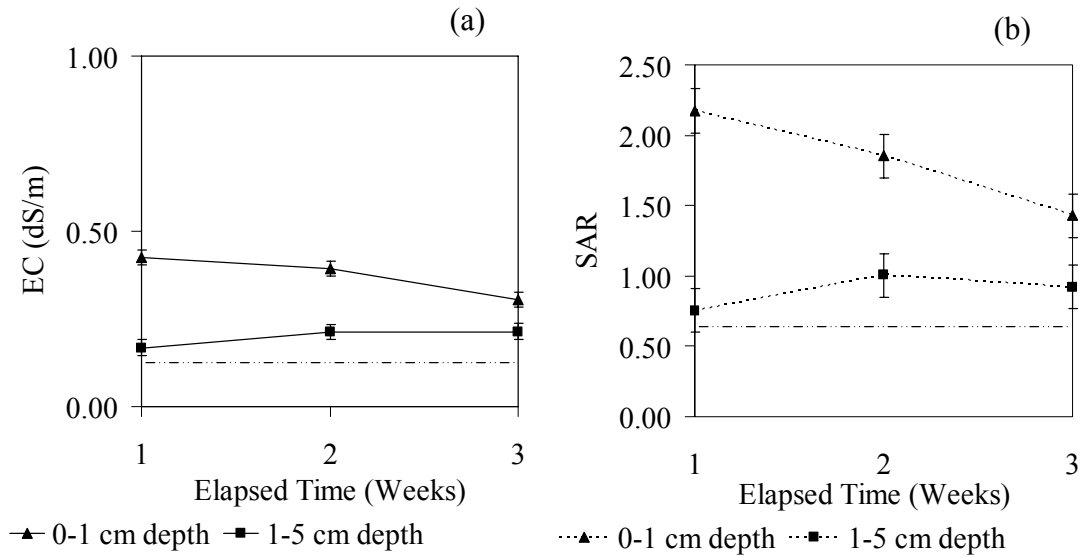 (a)
1.00
0.50
0.00
EC (dS/m)
1 2 3
Elapsed Time (Weeks)
0-1 cm depth 1-5 cm depth
(b)
2.50
2.00
1.50
1.00
0.50
0.00
SAR
1 2 3
Elapsed Time (Weeks)
0-1 cm depth 1-5 cm depth